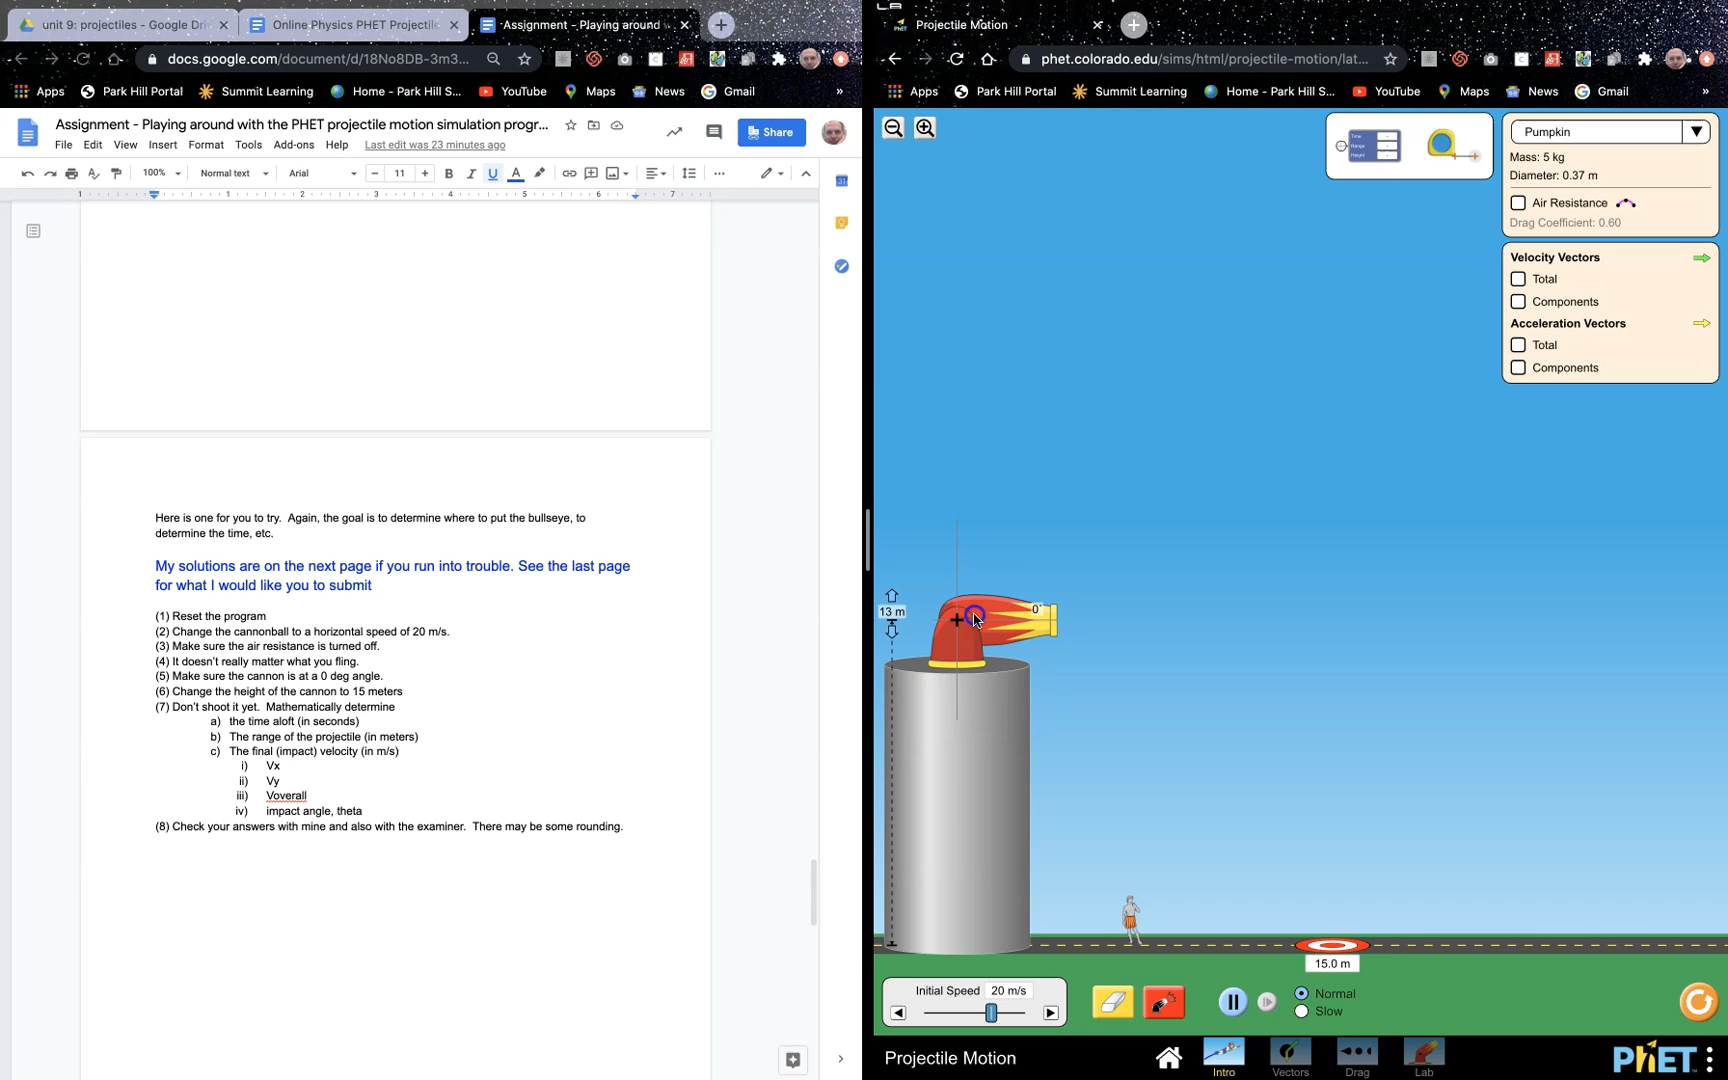 unit 9: projectiles - Google Dri
Online Physics PHET Projectile
Assignment - Playing around w
docs.google.com/document/d/18No8DB-3m3...
Apps
Park Hill Portal
Summit Learning
Home - Park Hill S...
YouTube
Maps
News
Gmail
»
Assignment - Playing around with the PHET projectile motion simulation progr...
Share
File Edit View Insert Format Tools Add-ons Help Last edit was 23 minutes ago
100% Normal text Arial 11 B I U A
1 1 2 3 4 5 6 7
Here is one for you to try. Again, the goal is to determine where to put the bullseye, to
determine the time, etc.
My solutions are on the next page if you run into trouble. See the last page
for what I would like you to submit
(1) Reset the program
(2) Change the cannonball to a horizontal speed of 20 m/s.
(3) Make sure the air resistance is turned off.
(4) It doesn't really matter what you fling.
(5) Make sure the cannon is at a 0 deg angle.
(6) Change the height of the cannon to 15 meters
(7) Don't shoot it yet. Mathematically determine
a) the time aloft (in seconds)
b) The range of the projectile (in meters)
c) The final (impact) velocity (in m/s)
i) Vx
ii) Vy
iii) Voverall
iv) impact angle, theta
(8) Check your answers with mine and also with the examiner. There may be some rounding.
Projectile Motion
phet.colorado.edu/sims/html/projectile-motion/lat...
Apps
Park Hill Portal
Summit Learning
Home - Park Hill S...
YouTube
Maps
News
Gmail
»
Time
Range
Height
Pumpkin
Mass: 5 kg
Diameter: 0.37 m
Air Resistance
Drag Coefficient: 0.60
Velocity Vectors
Total
Components
Acceleration Vectors
Total
Components
13 m
0°
15.0 m
Initial Speed 20 m/s
Normal
Slow
Projectile Motion
Intro
Vectors
Drag
Lab
PhET